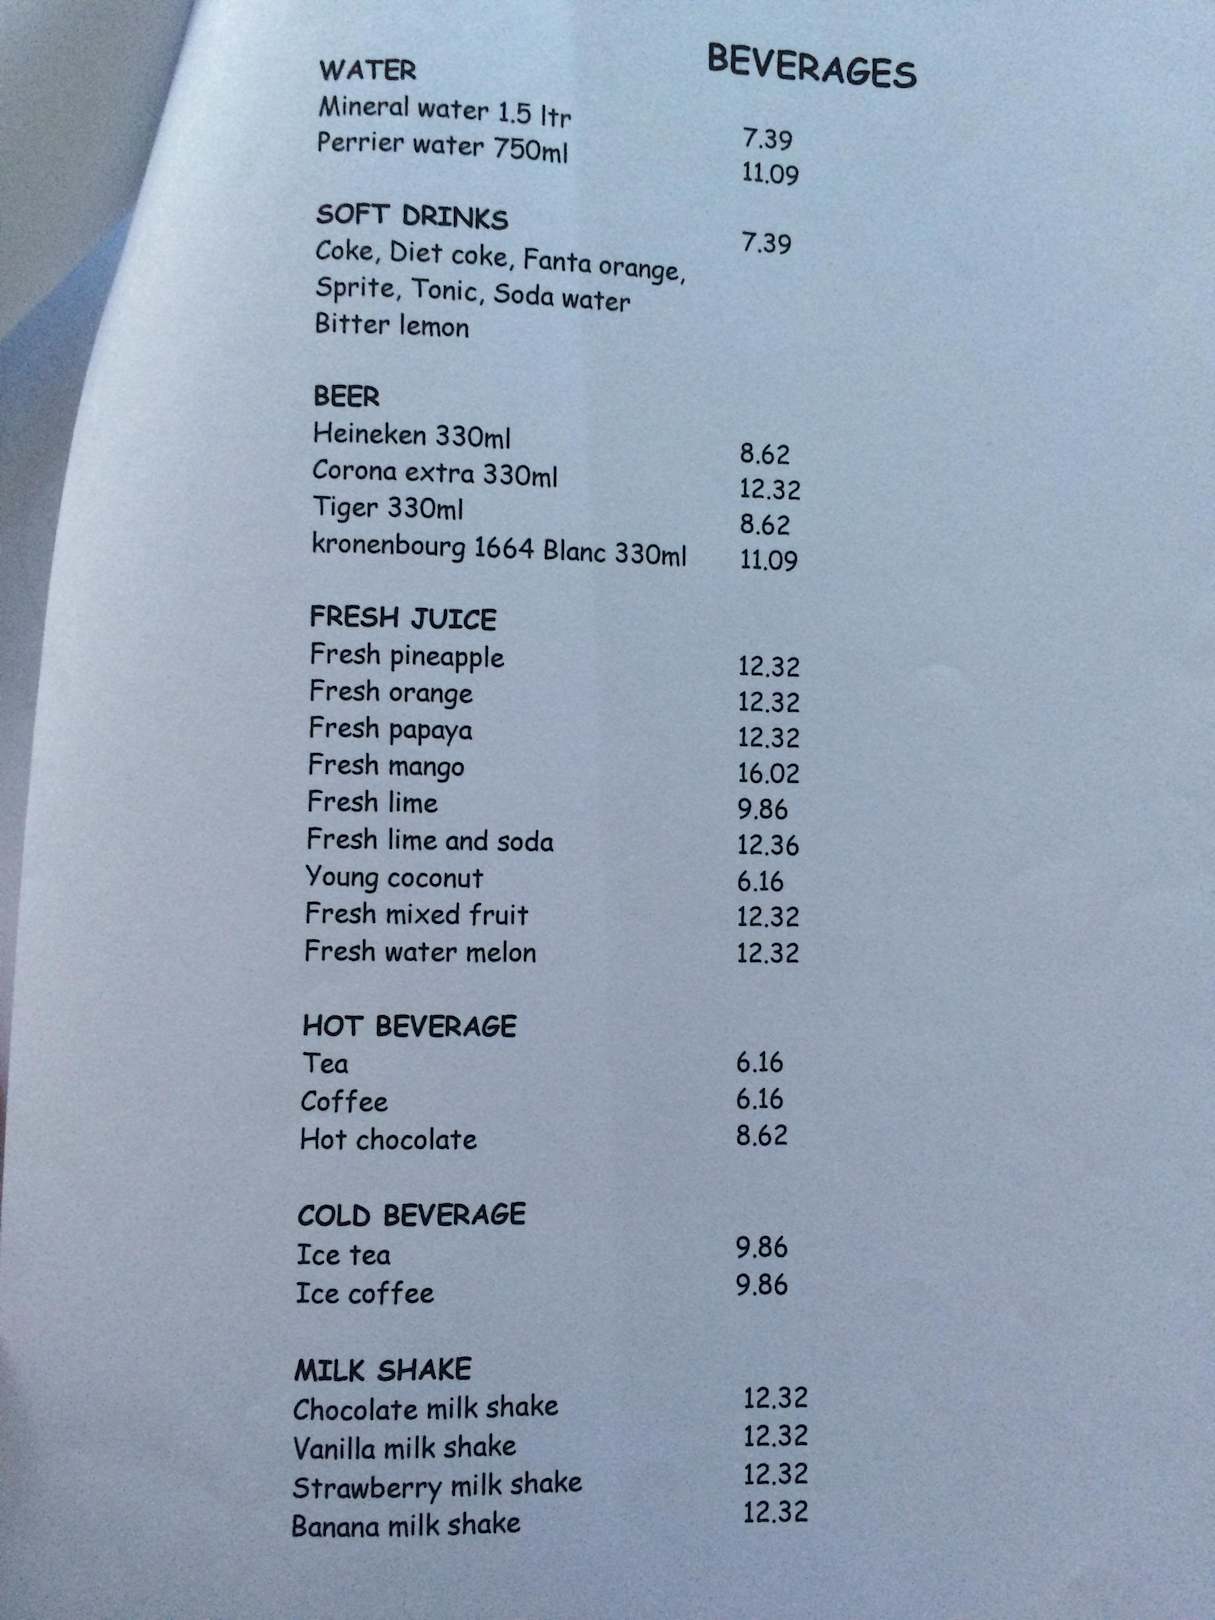 BEVERAGES
WATER
Mineral water 1.5 ltr 7.39
Perrier water 750ml 11.09
SOFT DRINKS 7.39
Coke, Diet coke, Fanta orange,
Sprite, Tonic, Soda water
Bitter lemon
BEER
Heineken 330ml 8.62
Corona extra 330ml 12.32
Tiger 330ml 8.62
kronenbourg 1664 Blanc 330ml 11.09
FRESH JUICE
Fresh pineapple 12.32
Fresh orange 12.32
Fresh papaya 12.32
Fresh mango 16.02
Fresh lime 9.86
Fresh lime and soda 12.36
Young coconut 6.16
Fresh mixed fruit 12.32
Fresh water melon 12.32
HOT BEVERAGE
Tea 6.16
Coffee 6.16
Hot chocolate 8.62
COLD BEVERAGE
Ice tea 9.86
Ice coffee 9.86
MILK SHAKE
Chocolate milk shake 12.32
Vanilla milk shake 12.32
Strawberry milk shake 12.32
Banana milk shake 12.32